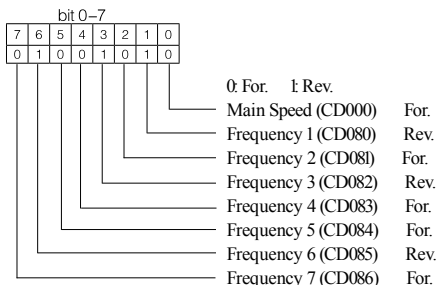 bit 0–7
7 6 5 4 3 2 1 0
0 1 0 0 1 0 1 0
0: For. 1: Rev.
Main Speed (CD000) For.
Frequency 1 (CD080) Rev.
Frequency 2 (CD081) For.
Frequency 3 (CD082) Rev.
Frequency 4 (CD083) For.
Frequency 5 (CD084) For.
Frequency 6 (CD085) Rev.
Frequency 7 (CD086) For.